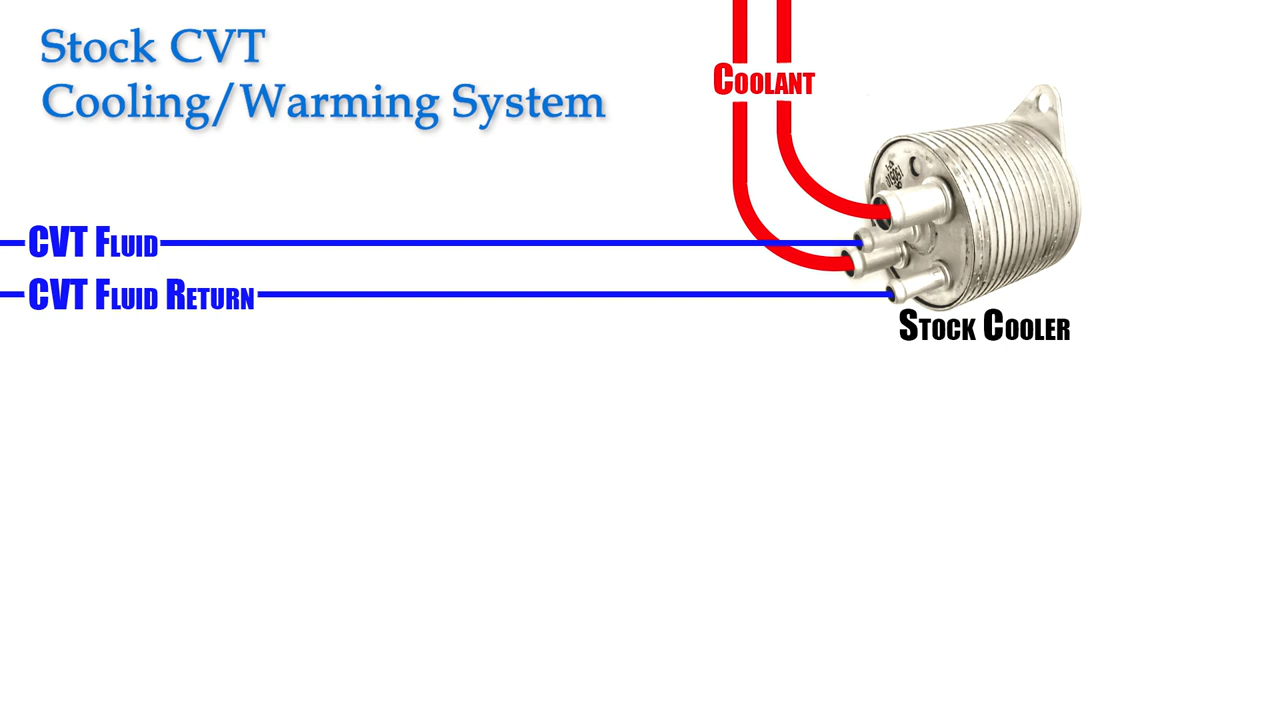 Stock CVT
Cooling/Warming System
COOLANT
CVT FLUID
CVT FLUID RETURN
STOCK COOLER